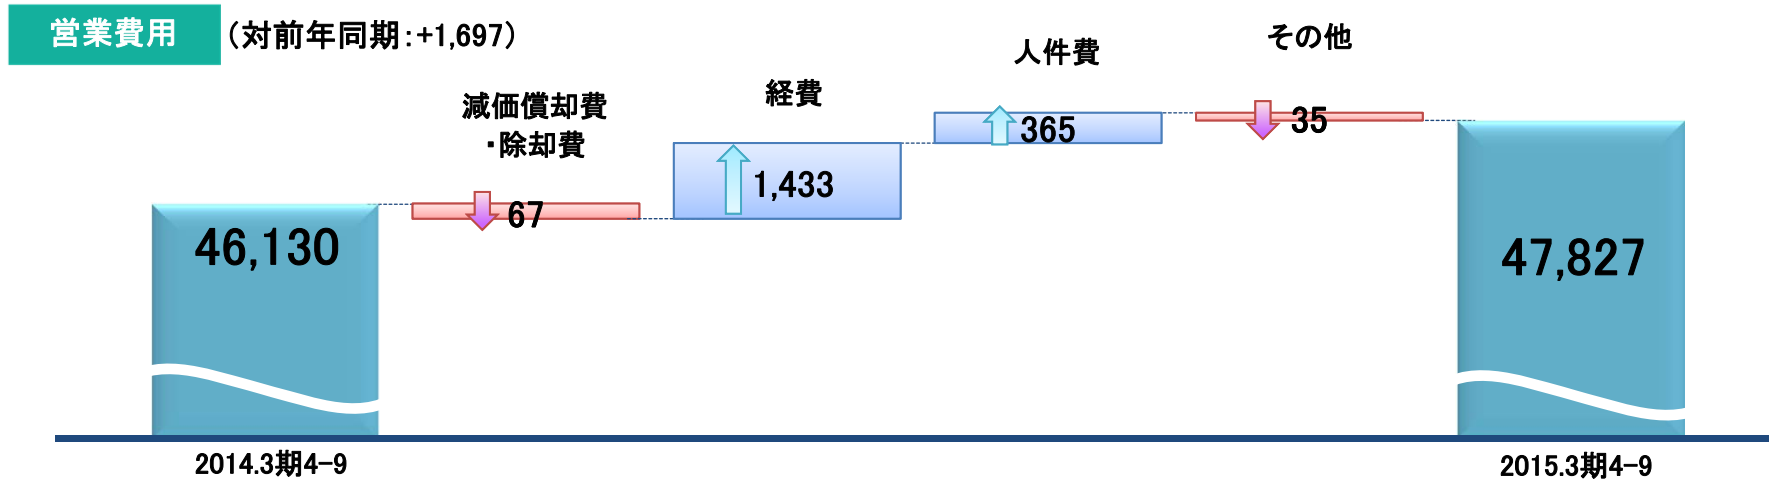 営業費用
（対前年同期：+1,697）
減価償却費
・除却費
経費
人件費
その他
46,130
67
1,433
365
35
47,827
2014.3期4-9
2015.3期4-9